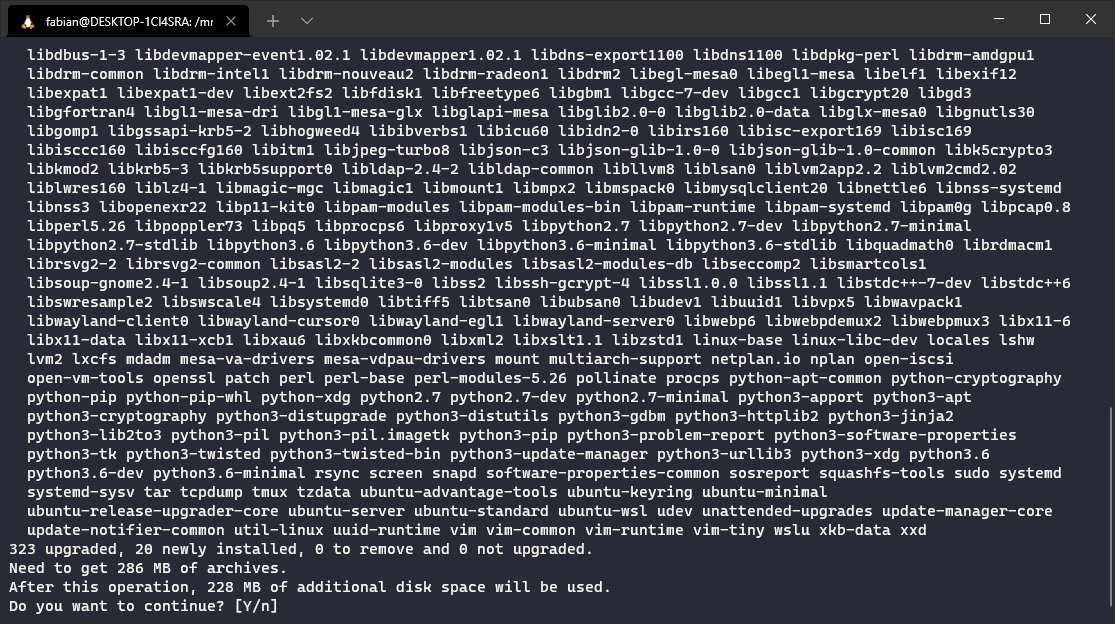 fabian@DESKTOP-1CI4SRA: /mr
libdbus-1-3 libdevmapper-event1.02.1 libdevmapper1.02.1 libdns-export1100 libdns1100 libdpkg-perl libdrm-amdgpu1
libdrm-common libdrm-intel1 libdrm-nouveau2 libdrm-radeon1 libdrm2 libegl-mesa0 libegl1-mesa libelf1 libexif12
libexpat1 libexpat1-dev libext2fs2 libfdisk1 libfreetype6 libgbm1 libgcc-7-dev libgcc1 libgcrypt20 libgd3
libgfortran4 libgl1-mesa-dri libgl1-mesa-glx libglapi-mesa libglib2.0-0 libglib2.0-data libglx-mesa0 libgnutls30
libgomp1 libgssapi-krb5-2 libhogweed4 libibverbs1 libicu60 libidn2-0 libirs160 libisc-export169 libisc169
libisccc160 libisccfg160 libitm1 libjpeg-turbo8 libjson-c3 libjson-glib-1.0-0 libjson-glib-1.0-common libk5crypto3
libkmod2 libkrb5-3 libkrb5support0 libldap-2.4-2 libldap-common libllvm8 liblsan0 liblvm2app2.2 liblvm2cmd2.02
liblwres160 liblz4-1 libmagic-mgc libmagic1 libmount1 libmpx2 libmspack0 libmysqlclient20 libnettle6 libnss-systemd
libnss3 libopenexr22 libp11-kit0 libpam-modules libpam-modules-bin libpam-runtime libpam-systemd libpam0g libpcap0.8
libperl5.26 libpoppler73 libpq5 libprocps6 libproxy1v5 libpython2.7 libpython2.7-dev libpython2.7-minimal
libpython2.7-stdlib libpython3.6 libpython3.6-dev libpython3.6-minimal libpython3.6-stdlib libquadmath0 librdmacm1
librsvg2-2 librsvg2-common libsasl2-2 libsasl2-modules libsasl2-modules-db libseccomp2 libsmartcols1
libsoup-gnome2.4-1 libsoup2.4-1 libsqlite3-0 libss2 libssh-gcrypt-4 libssl1.0.0 libssl1.1 libstdc++-7-dev libstdc++6
libswresample2 libswscale4 libsystemd0 libtiff5 libtsan0 libubsan0 libudev1 libuuid1 libvpx5 libwavpack1
libwayland-client0 libwayland-cursor0 libwayland-egl1 libwayland-server0 libwebp6 libwebpdemux2 libwebpmux3 libx11-6
libx11-data libx11-xcb1 libxau6 libxkbcommon0 libxml2 libxslt1.1 libzstd1 linux-base linux-libc-dev locales lshw
lvm2 lxcfs mdadm mesa-va-drivers mesa-vdpau-drivers mount multiarch-support netplan.io nplan open-iscsi
open-vm-tools openssl patch perl perl-base perl-modules-5.26 pollinate procps python-apt-common python-cryptography
python-pip python-pip-whl python-xdg python2.7 python2.7-dev python2.7-minimal python3-apport python3-apt
python3-cryptography python3-distupgrade python3-distutils python3-gdbm python3-httplib2 python3-jinja2
python3-lib2to3 python3-pil python3-pil.imagetk python3-pip python3-problem-report python3-software-properties
python3-tk python3-twisted python3-twisted-bin python3-update-manager python3-urllib3 python3-xdg python3.6
python3.6-dev python3.6-minimal rsync screen snapd software-properties-common sosreport squashfs-tools sudo systemd
systemd-sysv tar tcpdump tmux tzdata ubuntu-advantage-tools ubuntu-keyring ubuntu-minimal
ubuntu-release-upgrader-core ubuntu-server ubuntu-standard ubuntu-wsl udev unattended-upgrades update-manager-core
update-notifier-common util-linux uuid-runtime vim vim-common vim-runtime vim-tiny wslu xkb-data xxd
323 upgraded, 20 newly installed, 0 to remove and 0 not upgraded.
Need to get 286 MB of archives.
After this operation, 228 MB of additional disk space will be used.
Do you want to continue? [Y/n]